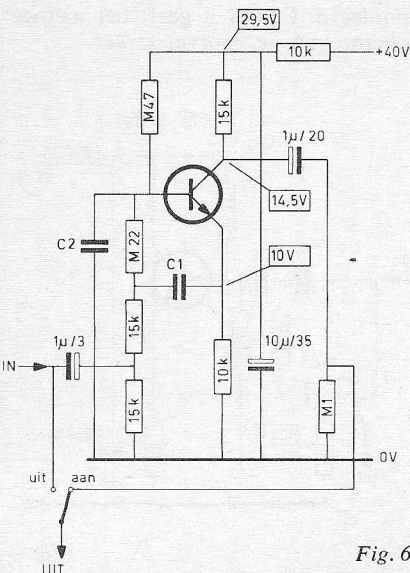 29,5V
10k
+40V
M47
15k
1µ/20
14,5V
C2
M22
C1
10V
1µ/3
15k
10µ/35
IN
10k
15k
M1
0V
uit
aan
UIT
Fig. 6